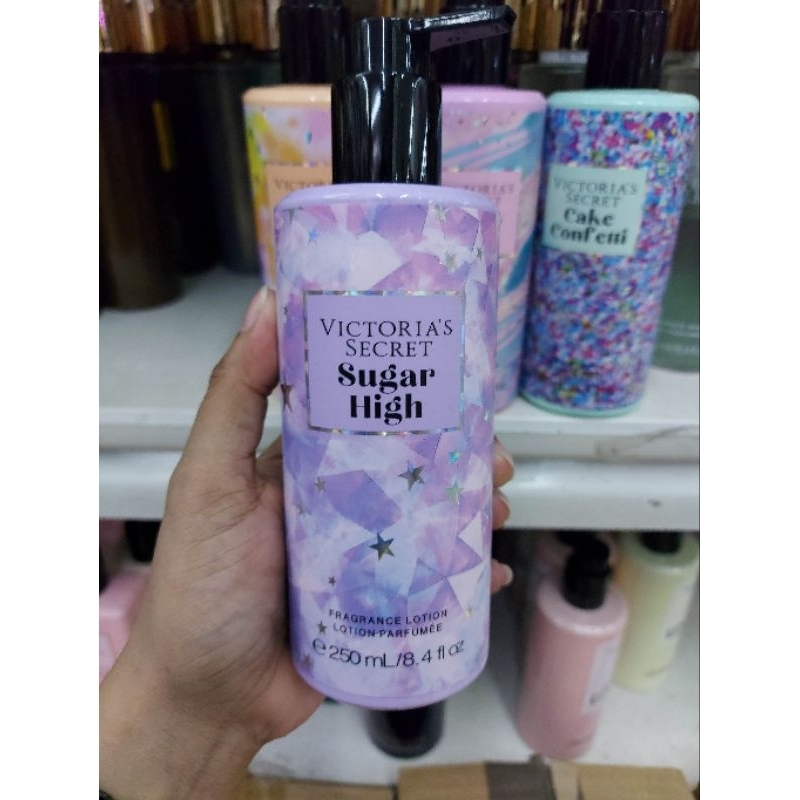 VICTORIA'S
SECRET
Sugar
High
FRAGRANCE LOTION
LOTION PARFUMÉE
℮ 250 mL/8.4 fl oz
VICTORIA'S
SECRET
Cake
Confetti